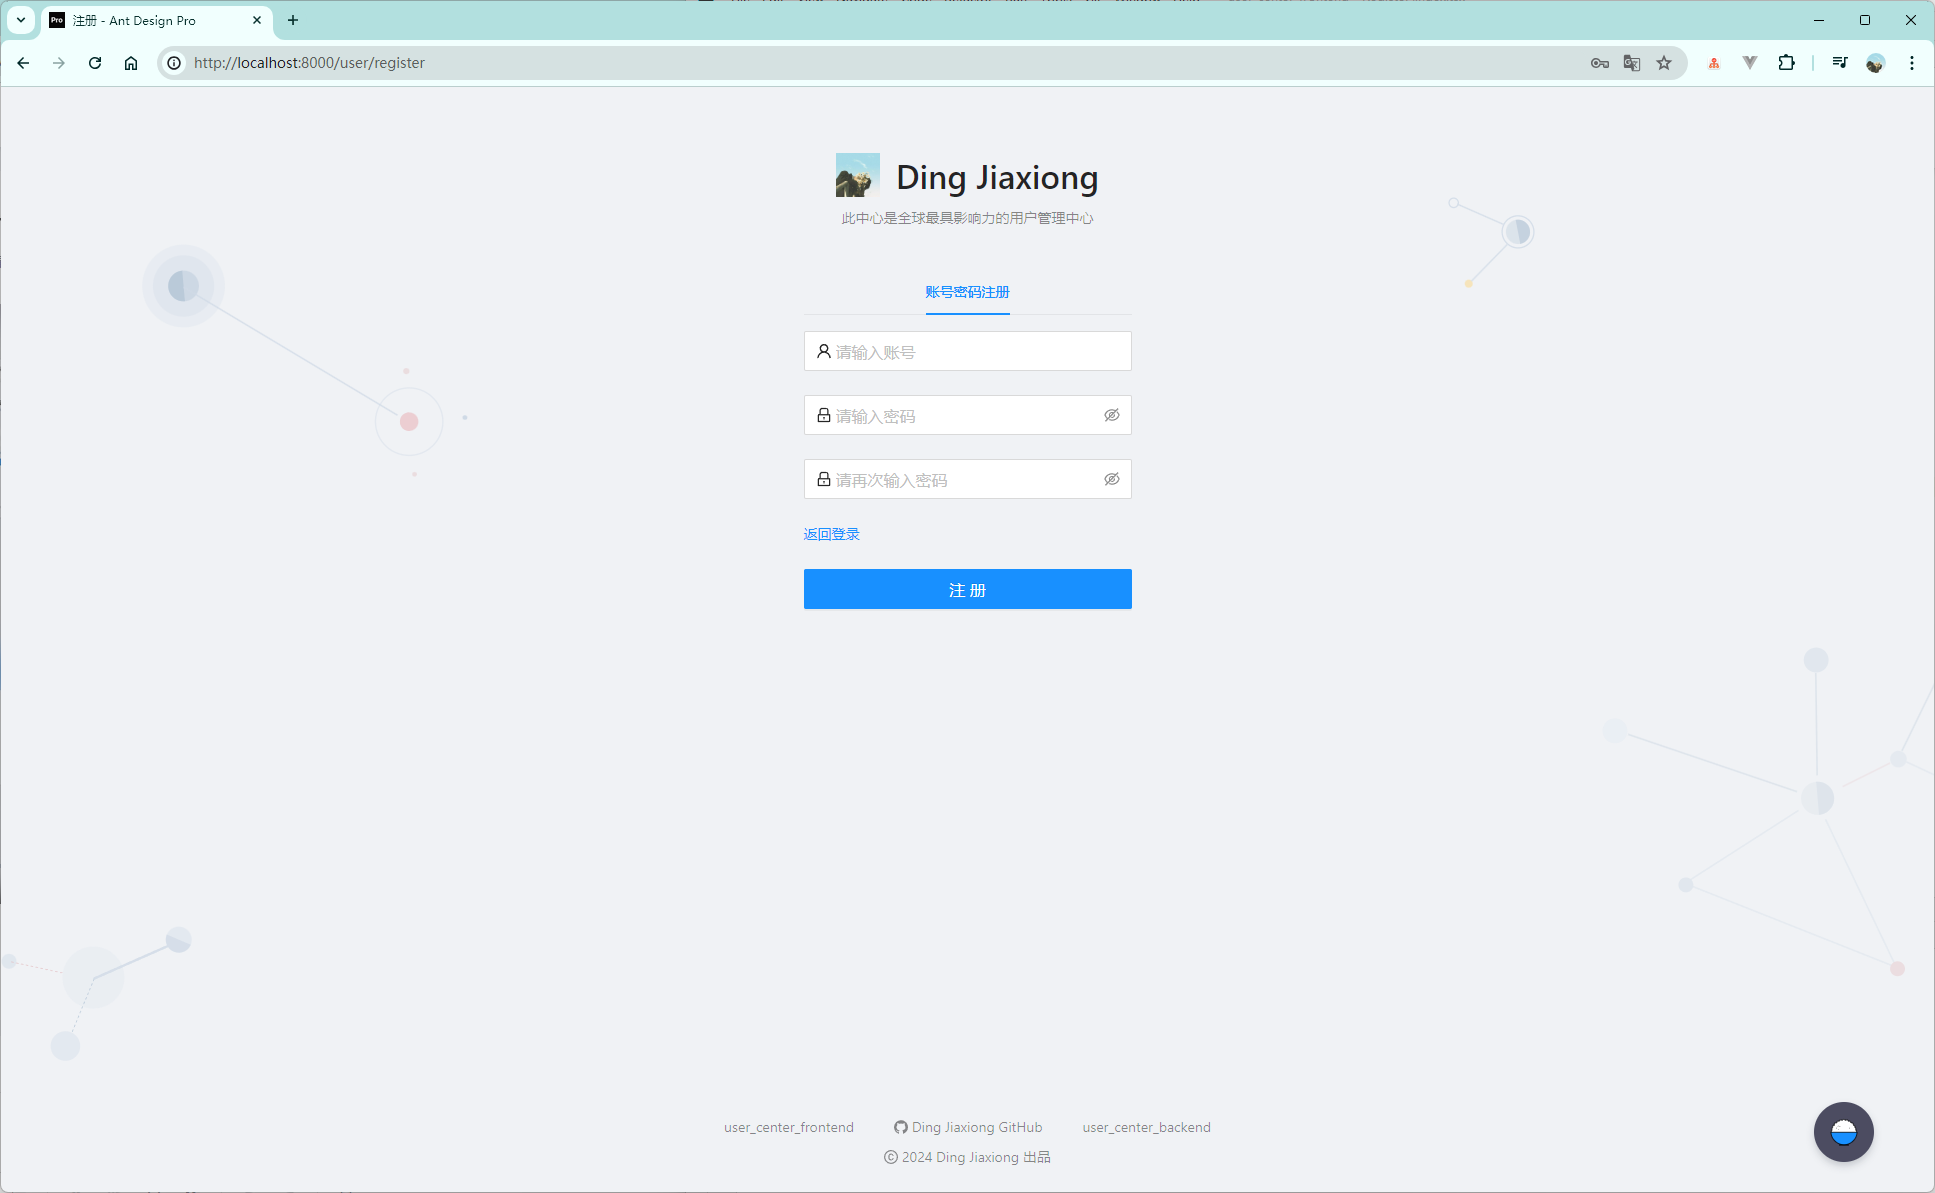 Pro 注册 - Ant Design Pro
http://localhost:8000/user/register
Ding Jiaxiong
此中心是全球最具影响力的用户管理中心
账号密码注册
请输入账号
请输入密码
请再次输入密码
返回登录
注 册
user_center_frontend Ding Jiaxiong GitHub user_center_backend
© 2024 Ding Jiaxiong 出品